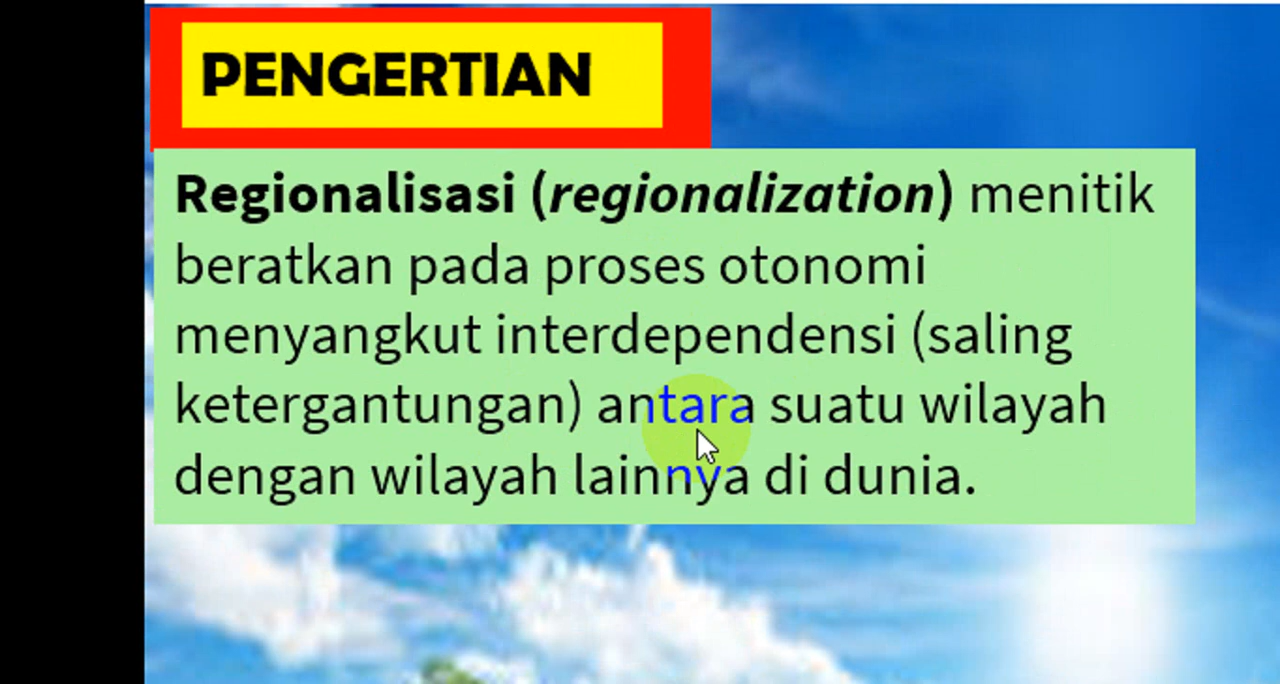 PENGERTIAN
Regionalisasi (regionalization) menitik
beratkan pada proses otonomi
menyangkut interdependensi (saling
ketergantungan) antara suatu wilayah
dengan wilayah lainnya di dunia.